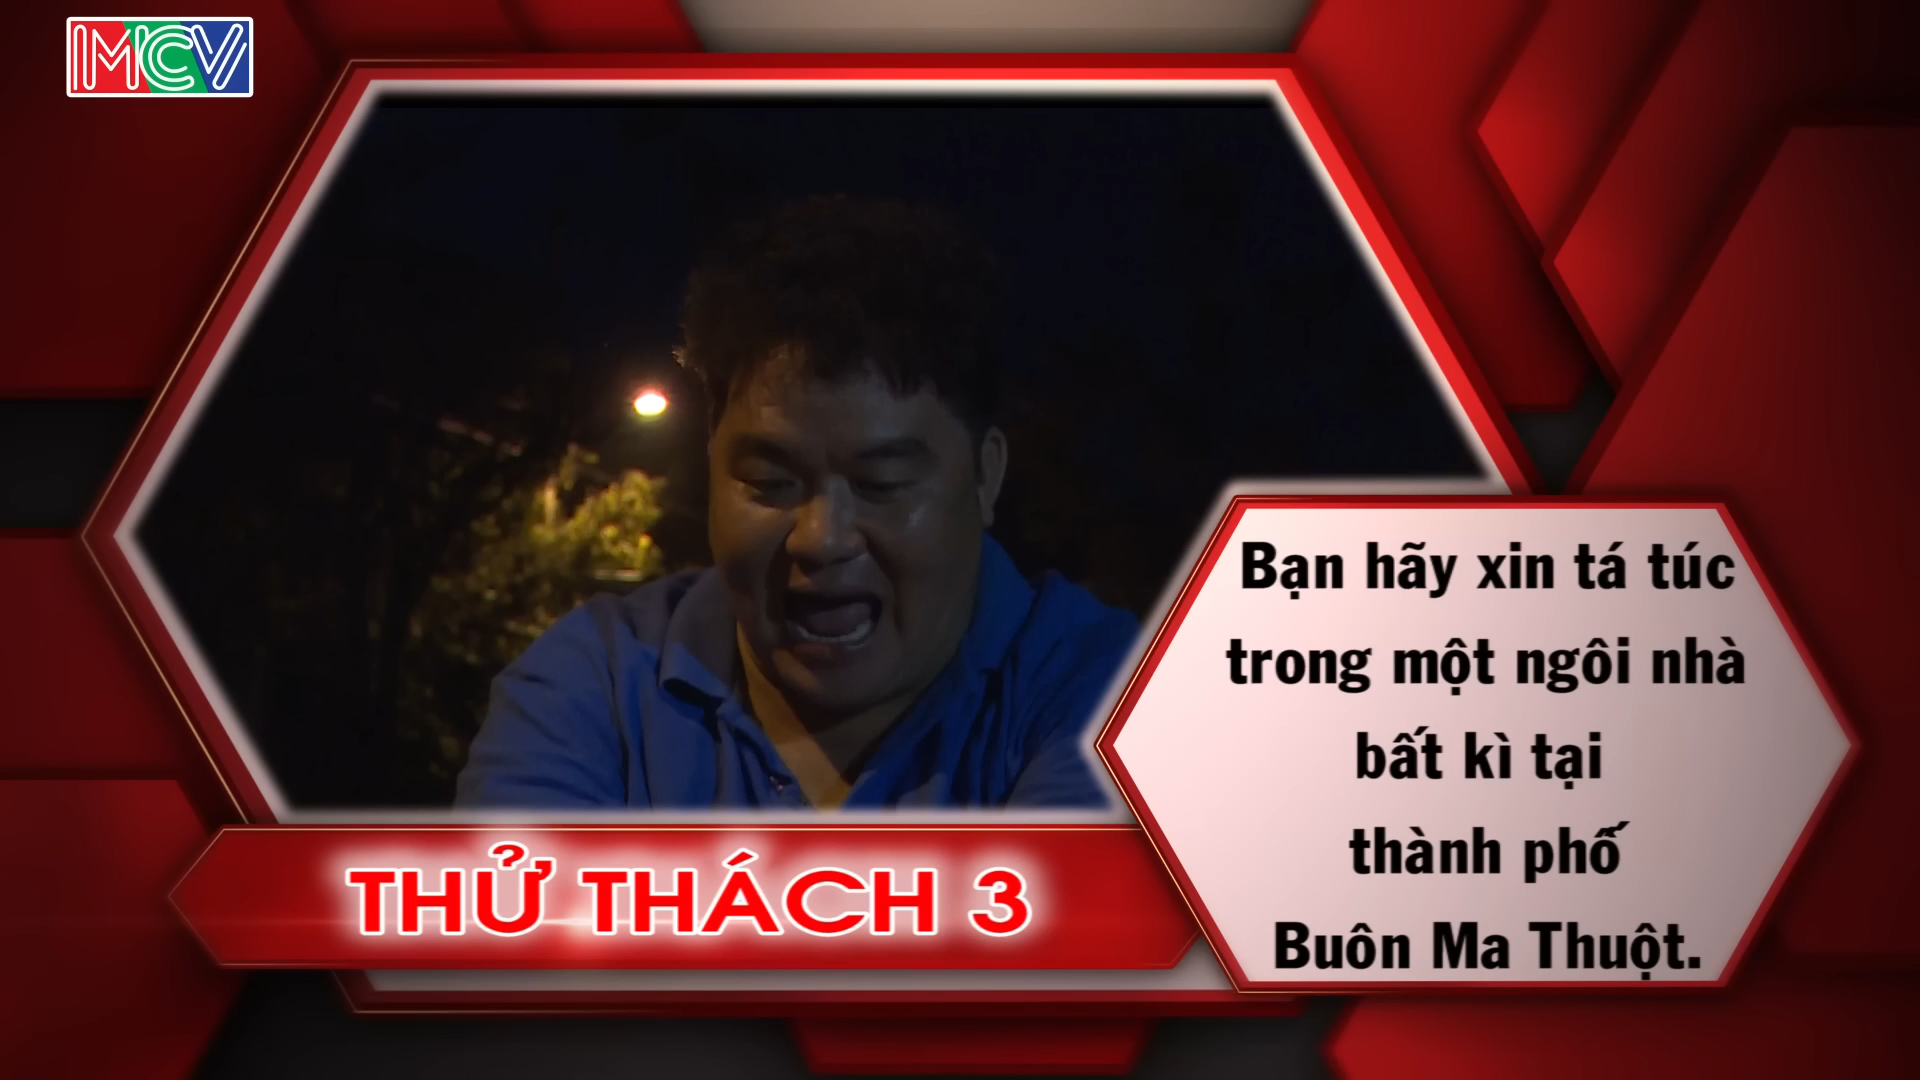 MCV
Bạn hãy xin tá túc
trong một ngôi nhà
bất kì tại
thành phố
Buôn Ma Thuột.
THỬ THÁCH 3